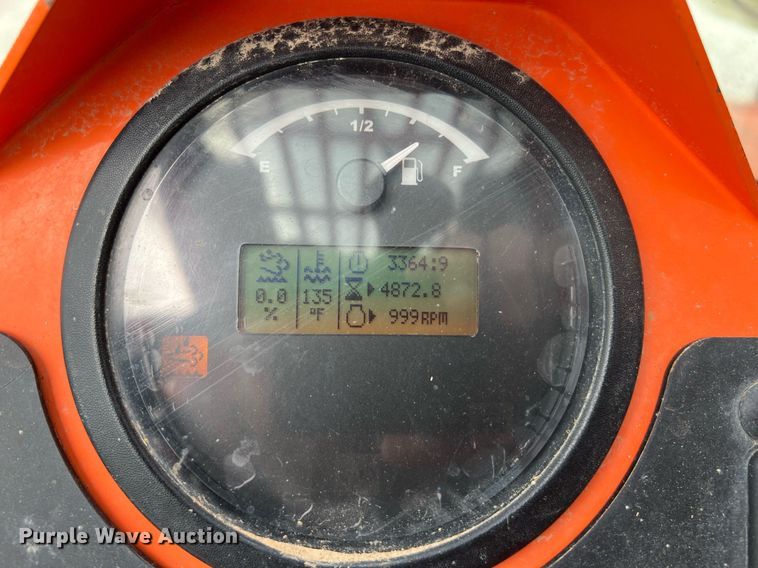 1/2
E F
3364:9
0.0 135 4872.8
% °F 999RPM
Purple Wave Auction®